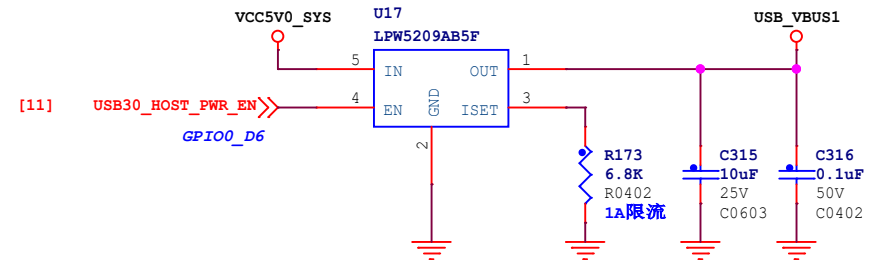 VCC5V0_SYS
U17
LPW5209AB5F
USB_VBUS1
5
IN
OUT
1
[11]
USB30_HOST_PWR_EN
4
EN
GND
ISET
3
GPIO0_D6
2
R173
6.8K
R0402
1A限流
C315
10uF
25V
C0603
C316
0.1uF
50V
C0402